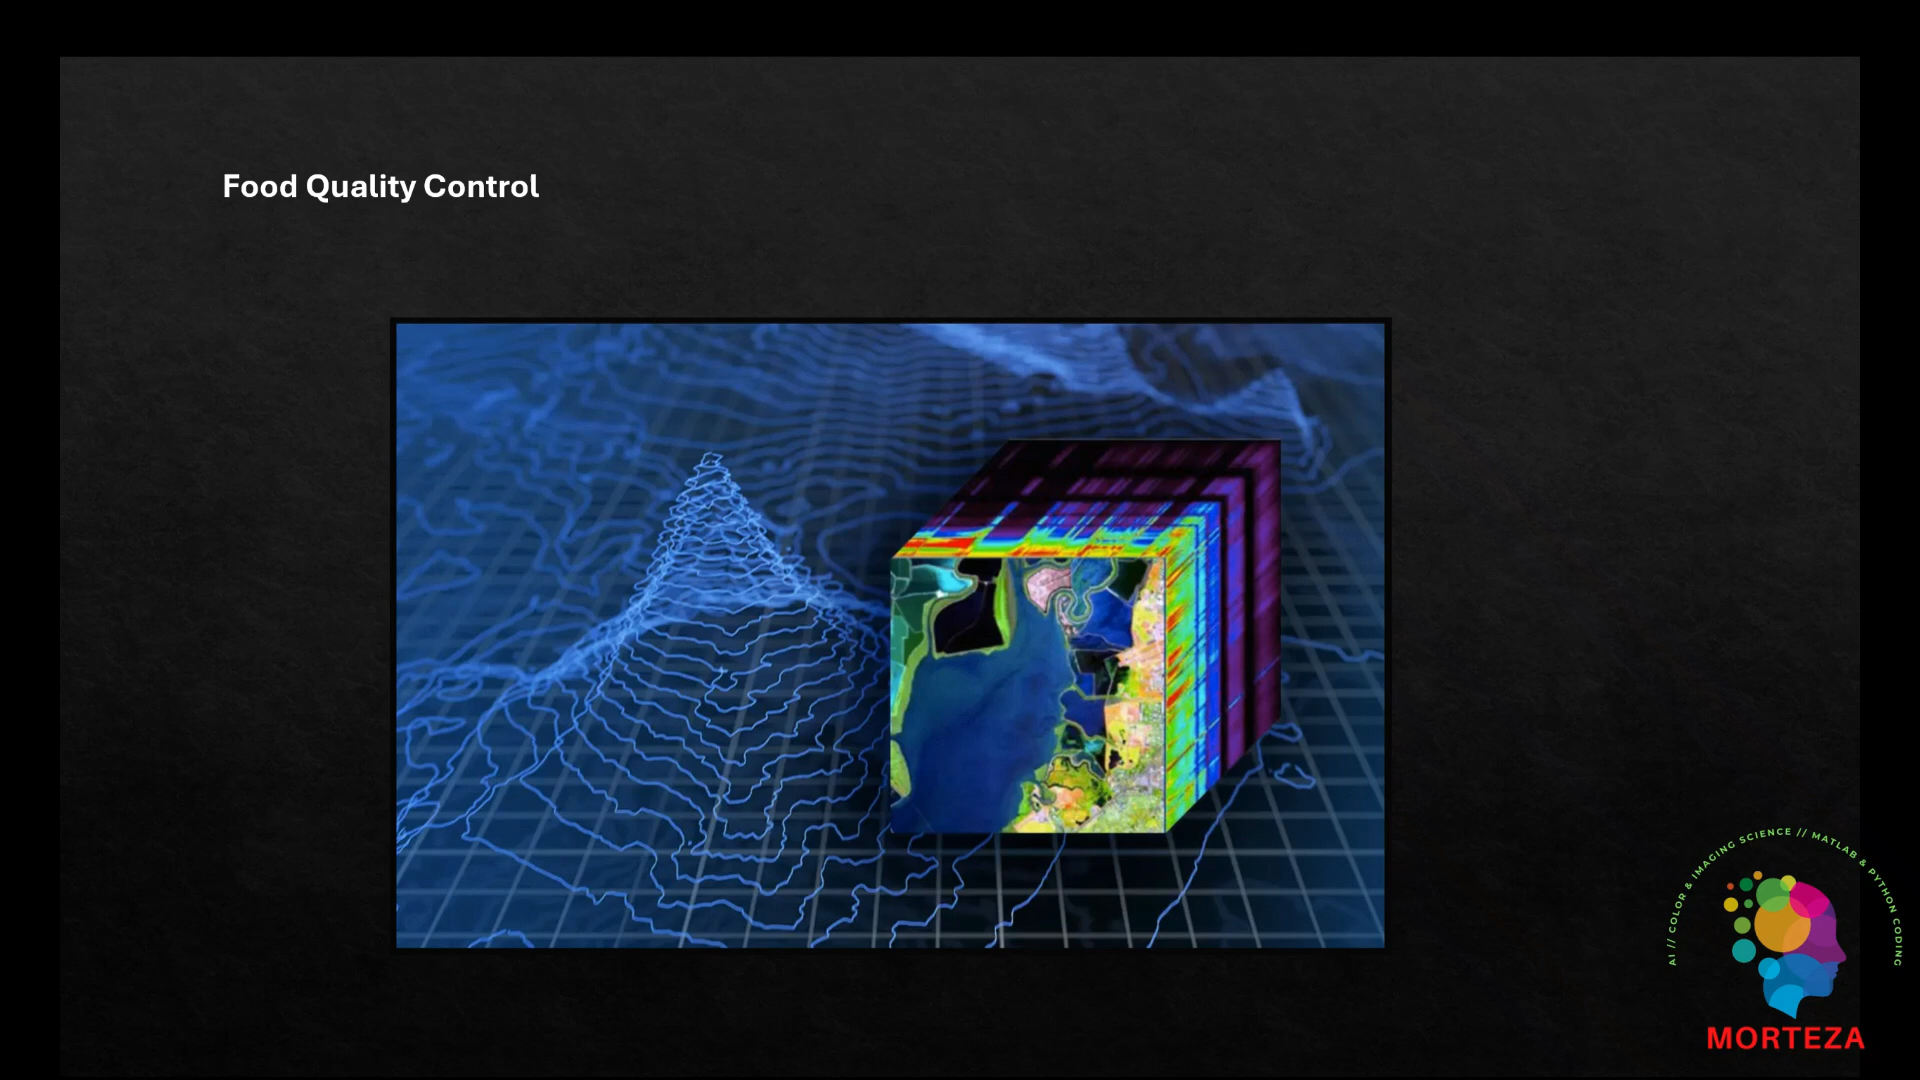 Food Quality Control
AI // COLOR & IMAGING SCIENCE // MATLAB & PYTHON CODING
MORTEZA